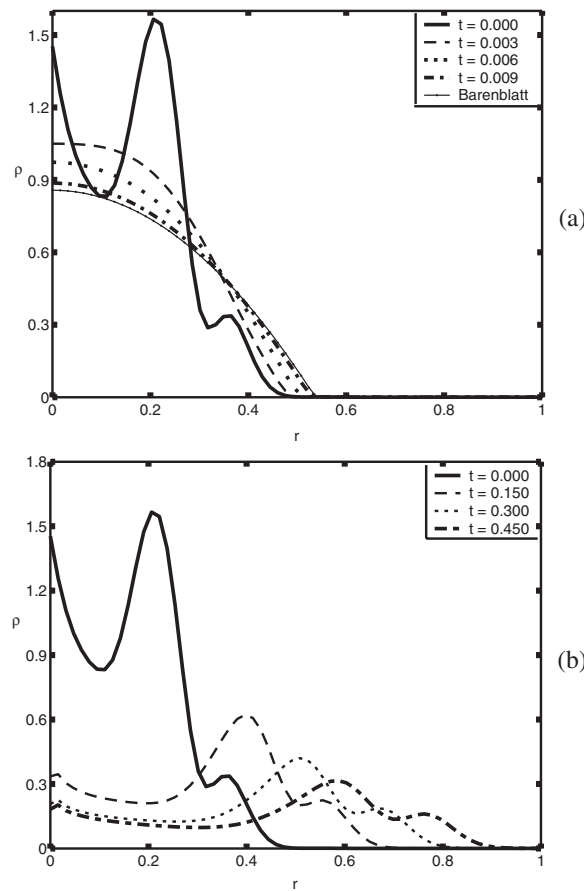 1.5
1.2
ρ
0.9
0.6
0.3
0
0
0.2
0.4
0.6
0.8
1
r
t = 0.000
t = 0.003
t = 0.006
t = 0.009
Barenblatt
(a)
1.8
1.5
1.2
ρ
0.9
0.6
0.3
0
0
0.2
0.4
0.6
0.8
1
r
t = 0.000
t = 0.150
t = 0.300
t = 0.450
(b)